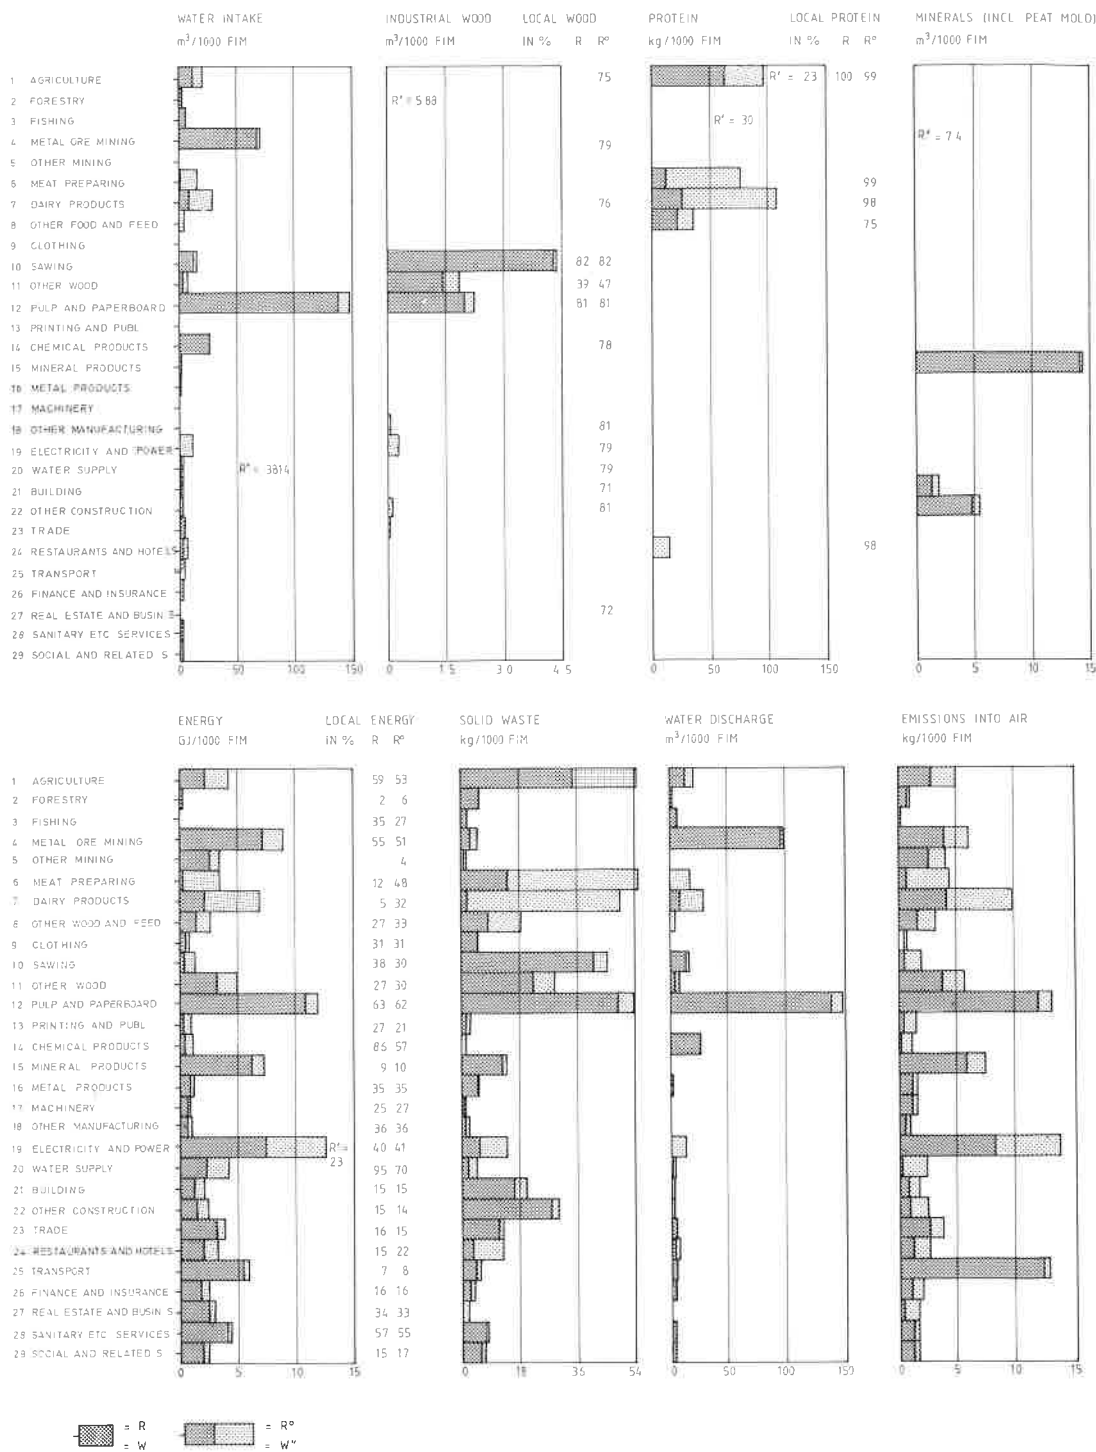 WATER INTAKE INDUSTRIAL WOOD LOCAL WOOD PROTEIN LOCAL PROTEIN MINERALS (INCL PEAT MOLD)
m³/1000 FIM m³/1000 FIM IN % R R° kg/1000 FIM IN % R R° m³/1000 FIM
1 AGRICULTURE 75 R' = 23 100 99
2 FORESTRY R' = 5.88
3 FISHING R' = 30
4 METAL ORE MINING 79 R' = 7.4
5 OTHER MINING
6 MEAT PREPARING 99
7 DAIRY PRODUCTS 76 98
8 OTHER FOOD AND FEED 75
9 CLOTHING
10 SAWING 82 82
11 OTHER WOOD 39 47
12 PULP AND PAPERBOARD 81 81
13 PRINTING AND PUBL
14 CHEMICAL PRODUCTS 78
15 MINERAL PRODUCTS
16 METAL PRODUCTS
17 MACHINERY
18 OTHER MANUFACTURING 81
19 ELECTRICITY AND POWER 79
20 WATER SUPPLY R' = 3814 79
21 BUILDING 71
22 OTHER CONSTRUCTION 81
23 TRADE
24 RESTAURANTS AND HOTELS 98
25 TRANSPORT
26 FINANCE AND INSURANCE
27 REAL ESTATE AND BUSIN S 72
28 SANITARY ETC SERVICES
29 SOCIAL AND RELATED S
0 50 100 150 0 1.5 3.0 4.5 0 50 100 150 0 5 10 15
ENERGY LOCAL ENERGY SOLID WASTE WATER DISCHARGE EMISSIONS INTO AIR
GJ/1000 FIM IN % R R° kg/1000 FIM m³/1000 FIM kg/1000 FIM
1 AGRICULTURE 59 53
2 FORESTRY 2 6
3 FISHING 35 27
4 METAL ORE MINING 55 51
5 OTHER MINING 4
6 MEAT PREPARING 12 48
7 DAIRY PRODUCTS 5 32
8 OTHER WOOD AND FEED 27 33
9 CLOTHING 31 31
10 SAWING 38 30
11 OTHER WOOD 27 30
12 PULP AND PAPERBOARD 63 62
13 PRINTING AND PUBL 27 21
14 CHEMICAL PRODUCTS 86 57
15 MINERAL PRODUCTS 9 10
16 METAL PRODUCTS 35 35
17 MACHINERY 25 27
18 OTHER MANUFACTURING 36 36
19 ELECTRICITY AND POWER R' = 23 40 41
20 WATER SUPPLY 95 70
21 BUILDING 15 15
22 OTHER CONSTRUCTION 15 14
23 TRADE 16 15
24 RESTAURANTS AND HOTELS 15 22
25 TRANSPORT 7 8
26 FINANCE AND INSURANCE 16 16
27 REAL ESTATE AND BUSIN S 34 33
28 SANITARY ETC SERVICES 57 55
29 SOCIAL AND RELATED S 15 17
0 5 10 15 0 18 36 54 0 50 100 150 0 5 10 15
= R = R°
= W = W"